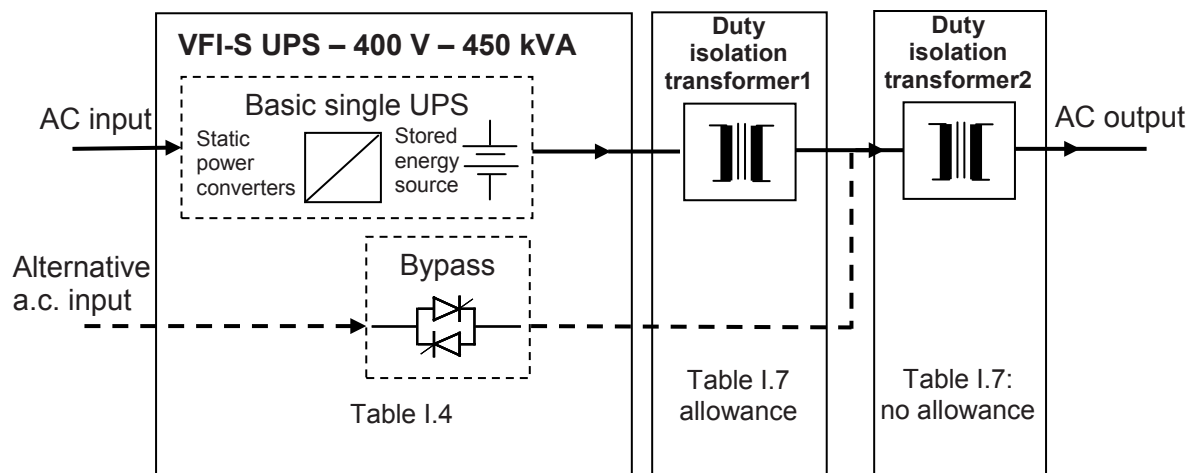 VFI-S UPS – 400 V – 450 kVA
Duty
isolation
transformer1
Duty
isolation
transformer2
AC input
Basic single UPS
Static
power
converters
Stored
energy
source
AC output
Alternative
a.c. input
Bypass
Table I.4
Table I.7
allowance
Table I.7:
no allowance